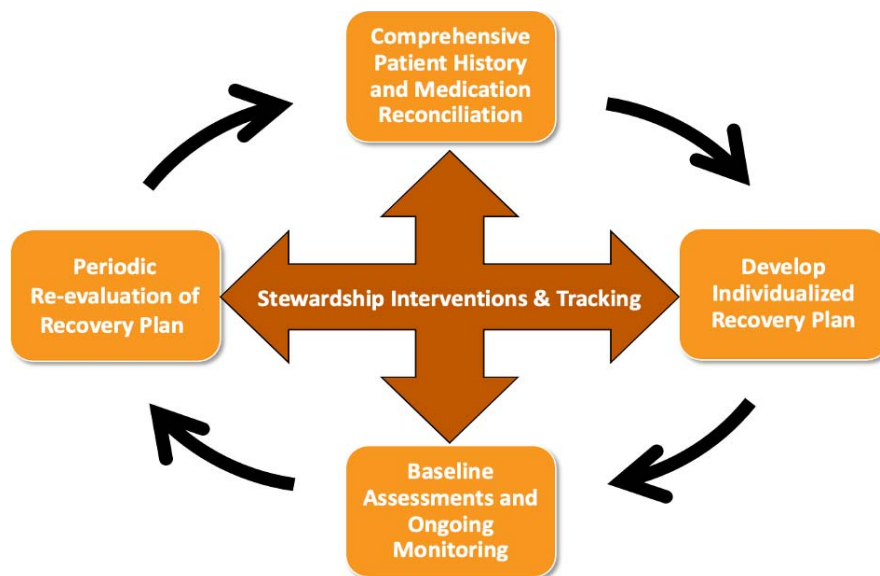 Comprehensive
Patient History
and Medication
Reconciliation
Periodic
Re-evaluation of
Recovery Plan
Stewardship Interventions & Tracking
Develop
Individualized
Recovery Plan
Baseline
Assessments and
Ongoing
Monitoring